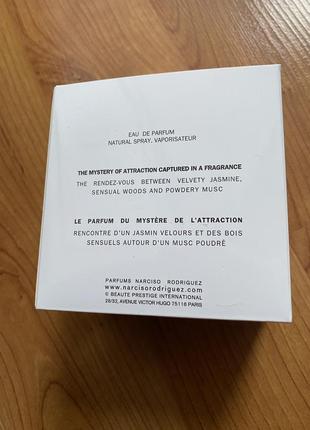 EAU DE PARFUM
NATURAL SPRAY, VAPORISATEUR
THE MYSTERY OF ATTRACTION CAPTURED IN A FRAGRANCE
THE RENDEZ-VOUS BETWEEN VELVETY JASMINE,
SENSUAL WOODS AND POWDERY MUSC
LE PARFUM DU MYSTÈRE DE L'ATTRACTION
RENCONTRE D'UN JASMIN VELOURS ET DES BOIS
SENSUELS AUTOUR D'UN MUSC POUDRÉ
PARFUMS NARCISO RODRIGUEZ
www.narcisorodriguez.com
© BEAUTE PRESTIGE INTERNATIONAL
28/32, AVENUE VICTOR HUGO 75116 PARIS